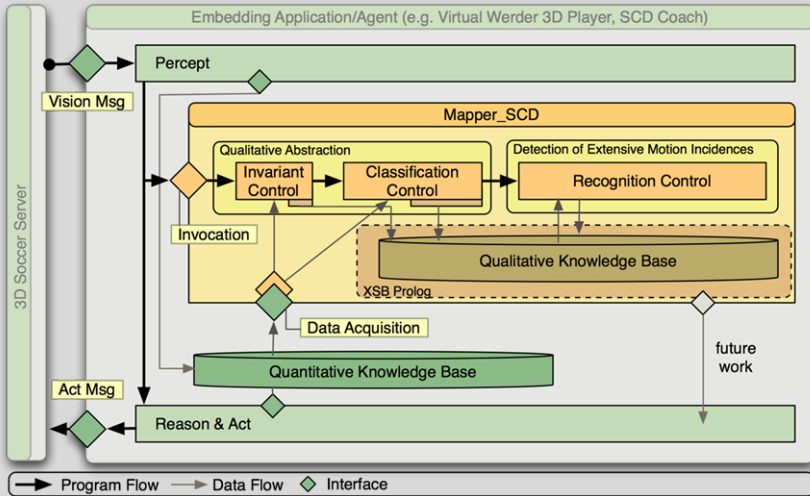 Embedding Application/Agent (e.g. Virtual Werder 3D Player, SCD Coach)
3D Soccer Server
Percept
Vision Msg
Mapper_SCD
Qualitative Abstraction
Detection of Extensive Motion Incidences
Invariant
Control
Classification
Control
Recognition Control
Invocation
Qualitative Knowledge Base
XSB Prolog
Data Acquisition
future
work
Quantitative Knowledge Base
Act Msg
Reason & Act
Program Flow
Data Flow
Interface